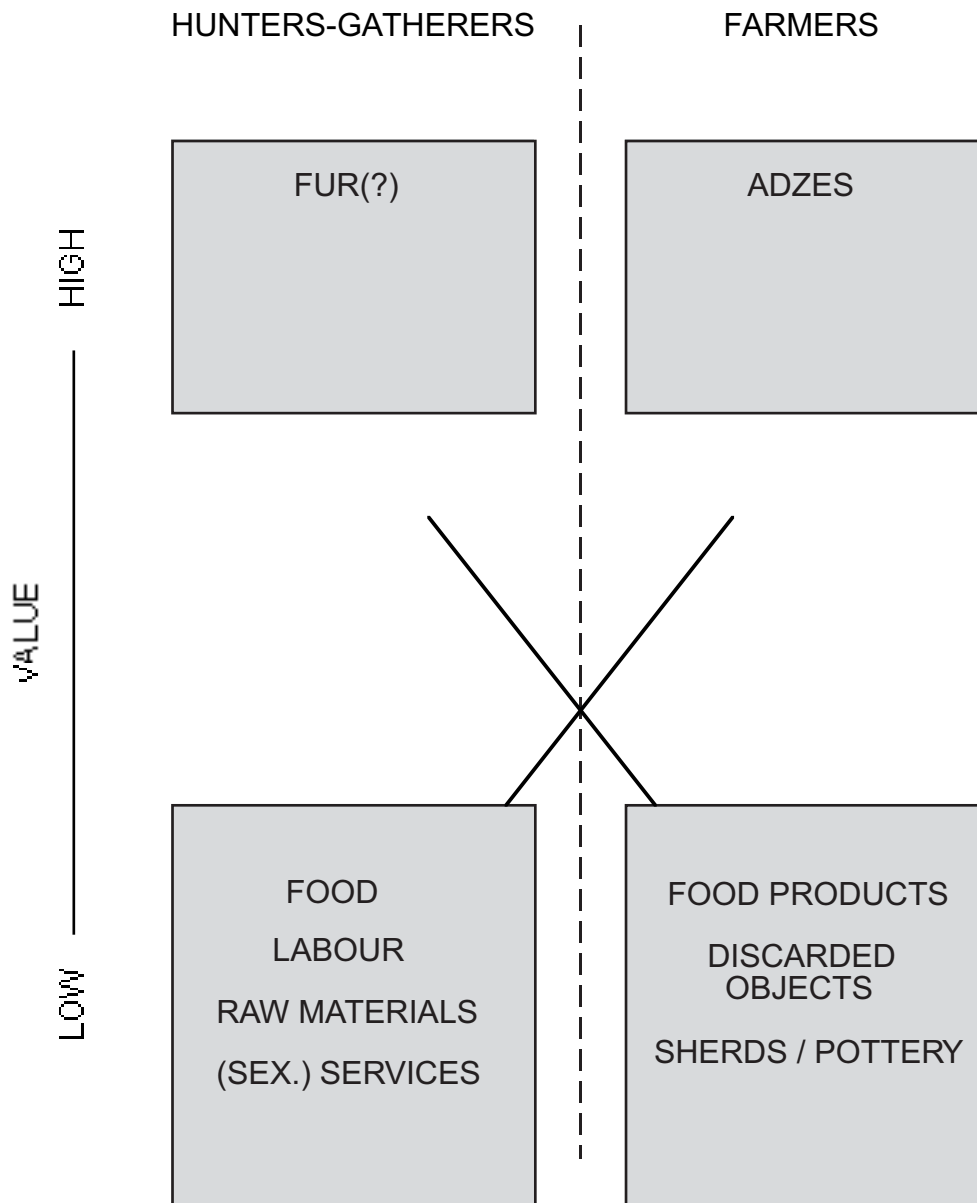 HUNTERS-GATHERERS
FARMERS
FUR(?)
ADZES
HIGH
VALUE
LOW
FOOD
LABOUR
RAW MATERIALS
(SEX.) SERVICES
FOOD PRODUCTS
DISCARDED
OBJECTS
SHERDS / POTTERY